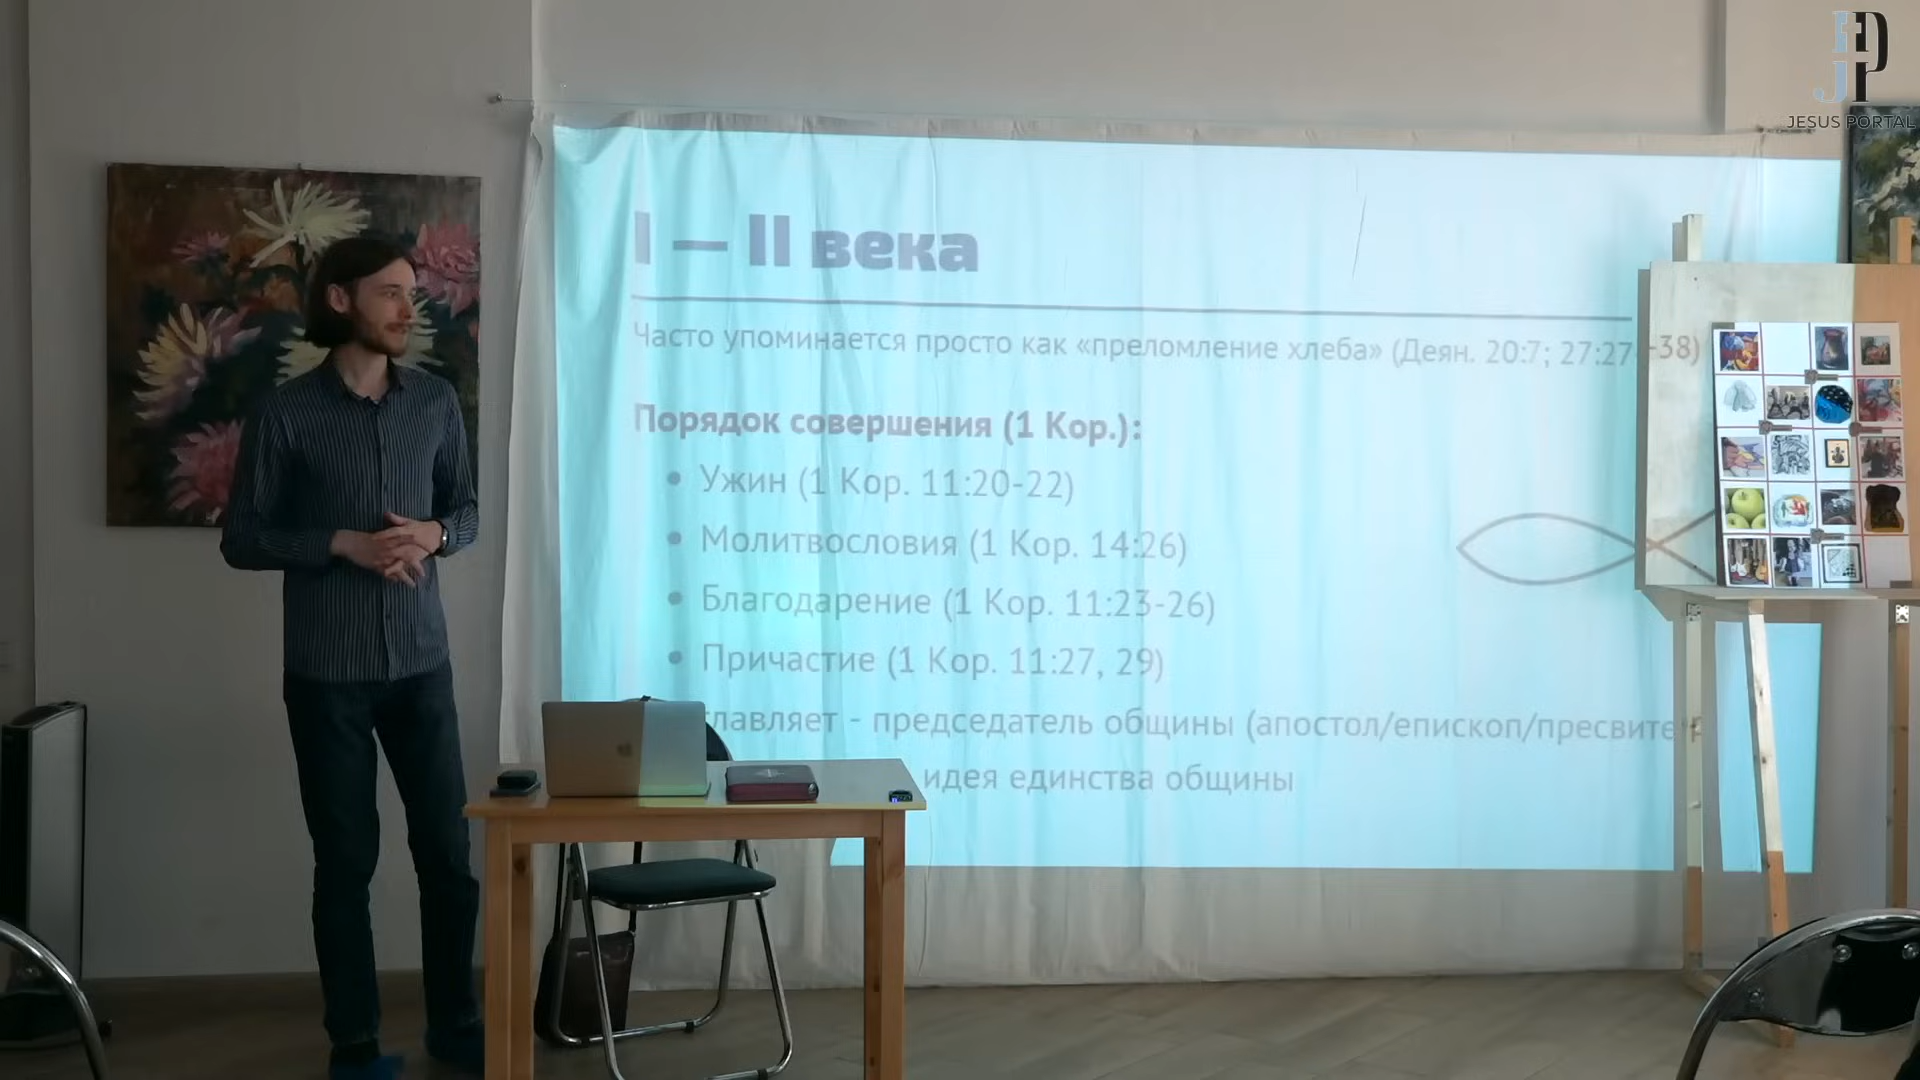 JESUS PORTAL
I — II века
Часто упоминается просто как «преломление хлеба» (Деян. 20:7; 27:27-38)
Порядок совершения (1 Кор.):
• Ужин (1 Кор. 11:20-22)
• Молитвословия (1 Кор. 14:26)
• Благодарение (1 Кор. 11:23-26)
• Причастие (1 Кор. 11:27, 29)
главляет - председатель общины (апостол/епископ/пресвите
идея единства общины